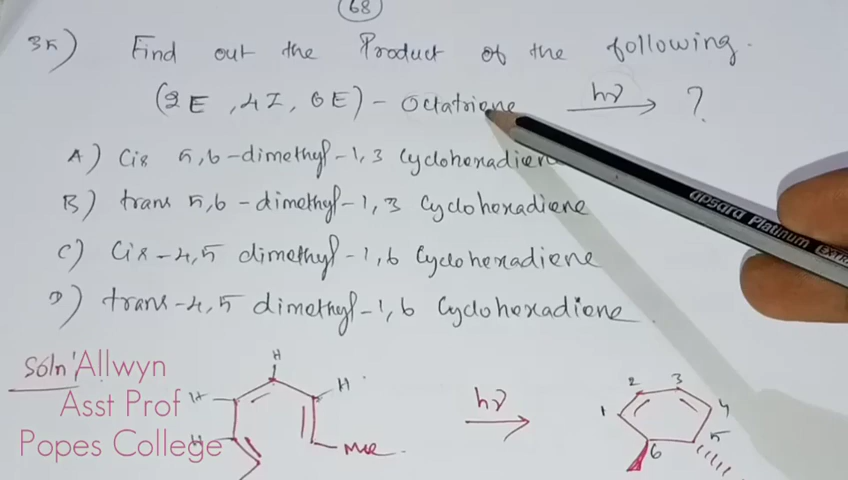 68
35) Find out the Product of the following.
(2E, 4Z, 6E) - Octatriene hν ?
A) Cis 5,6-dimethyl-1,3 Cyclohexadiene
B) trans 5,6-dimethyl-1,3 Cyclohexadiene
C) Cis-4,5 dimethyl-1,6 Cyclohexadiene
D) trans-4,5 dimethyl-1,6 Cyclohexadiene
Soln'
Allwyn
Asst Prof
Popes College
H
H
H
H
Me
hν
1 2 3 4 5 6
apsara Platinum